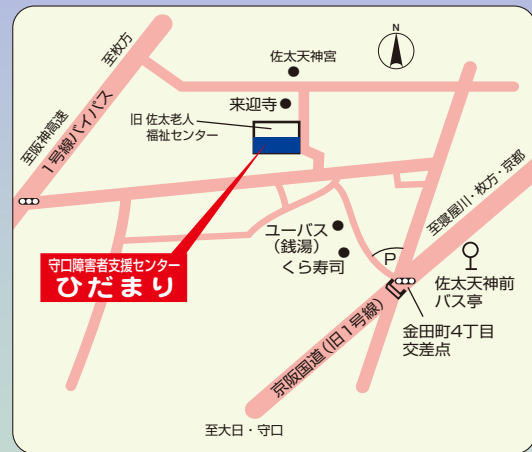 至枚方
至阪神高速
1号線バイパス
佐太天神宮
N
来迎寺
旧 佐太老人
福祉センター
守口障害者支援センター
ひだまり
ユーバス
(銭湯)
くら寿司
P
至寝屋川・枚方・京都
佐太天神前
バス亭
金田町4丁目
交差点
京阪国道(旧1号線)
至大日・守口